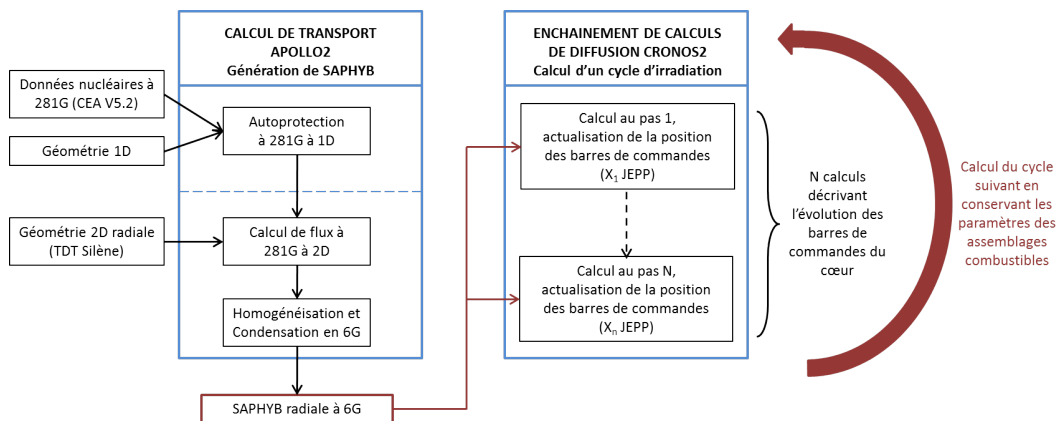 CALCUL DE TRANSPORT
APOLLO2
Génération de SAPHYB
Données nucléaires à
281G (CEA V5.2)
Géométrie 1D
Autoprotection
à 281G à 1D
Géométrie 2D radiale
(TDT Silène)
Calcul de flux à
281G à 2D
Homogénéisation et
Condensation en 6G
SAPHYB radiale à 6G
ENCHAINEMENT DE CALCULS
DE DIFFUSION CRONOS2
Calcul d'un cycle d'irradiation
Calcul au pas 1,
actualisation de la position
des barres de commandes
(X₁ JEPP)
Calcul au pas N,
actualisation de la position
des barres de commandes
(Xₙ JEPP)
N calculs
décrivant
l'évolution des
barres de
commandes du
cœur
Calcul du cycle
suivant en
conservant les
paramètres des
assemblages
combustibles